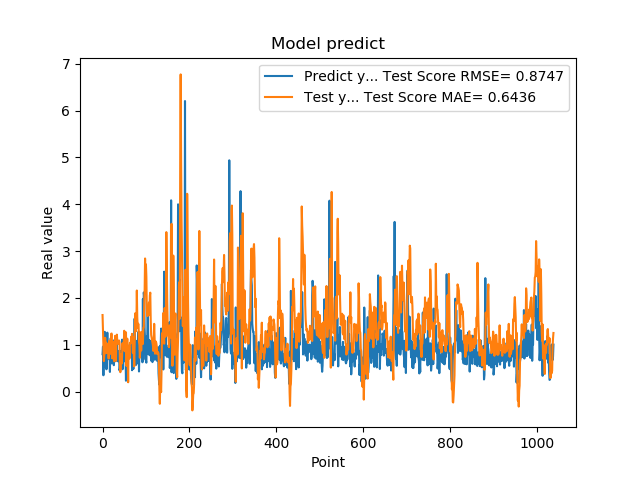 Model predict
Predict y... Test Score RMSE= 0.8747
Test y... Test Score MAE= 0.6436
7
6
5
4
3
2
1
0
Real value
0 200 400 600 800 1000
Point